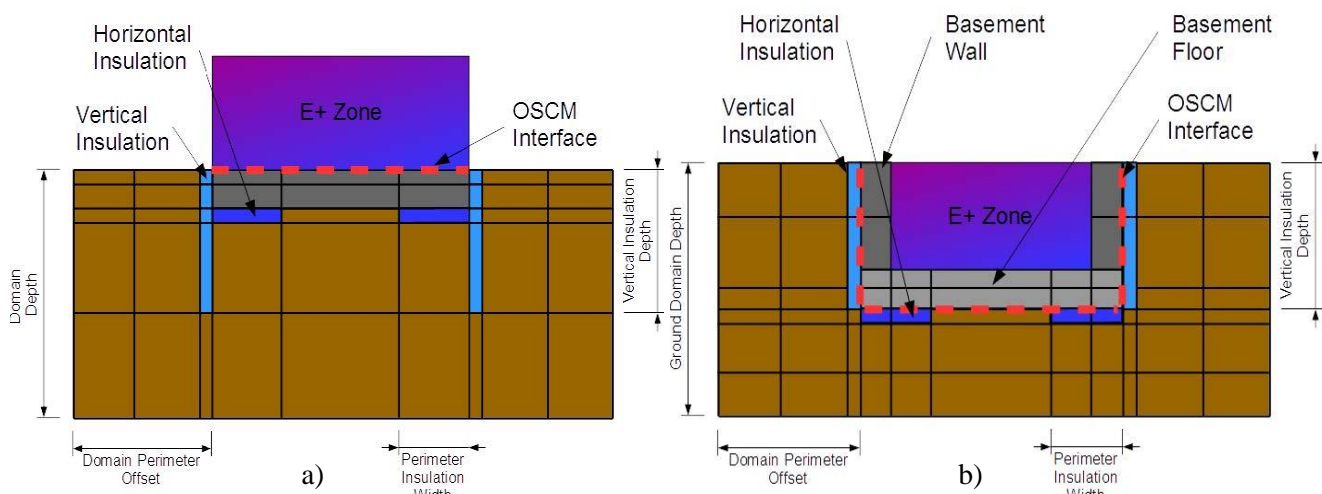 Horizontal
Insulation
Vertical
Insulation
E+ Zone
OSCM
Interface
Domain
Depth
Vertical Insulation
Depth
Domain Perimeter
Offset
a)
Perimeter
Insulation
Width
Horizontal
Insulation
Basement
Wall
Basement
Floor
Vertical
Insulation
OSCM
Interface
E+ Zone
Ground Domain Depth
Vertical Insulation
Depth
Domain Perimeter
Offset
b)
Perimeter
Insulation
Width